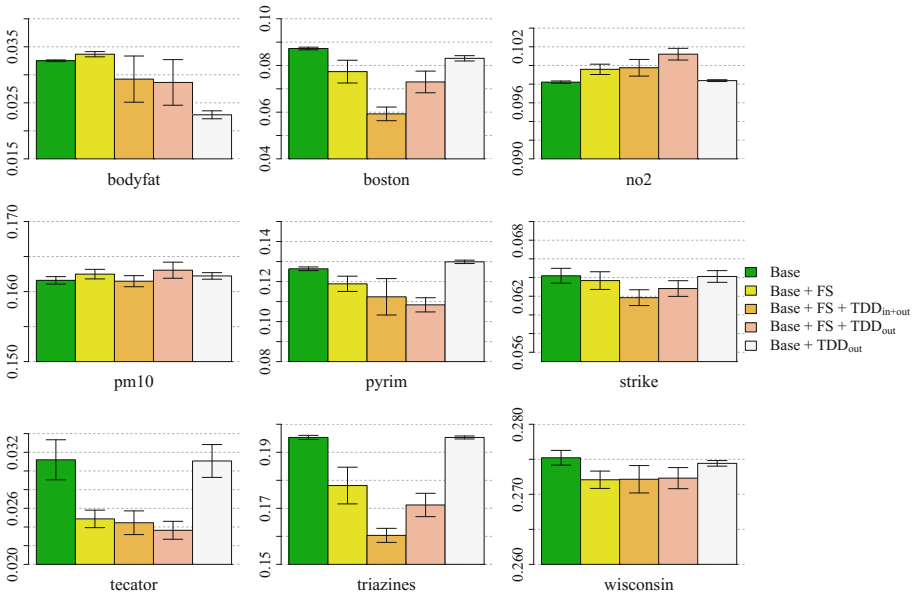 0.015 0.025 0.035
bodyfat
0.04 0.06 0.08 0.10
boston
0.090 0.096 0.102
no2
0.150 0.160 0.170
pm10
0.08 0.10 0.12 0.14
pyrim
0.056 0.062 0.068
strike
Base
Base + FS
Base + FS + TDDin+out
Base + FS + TDDout
Base + TDDout
0.020 0.026 0.032
tecator
0.15 0.17 0.19
triazines
0.260 0.270 0.280
wisconsin